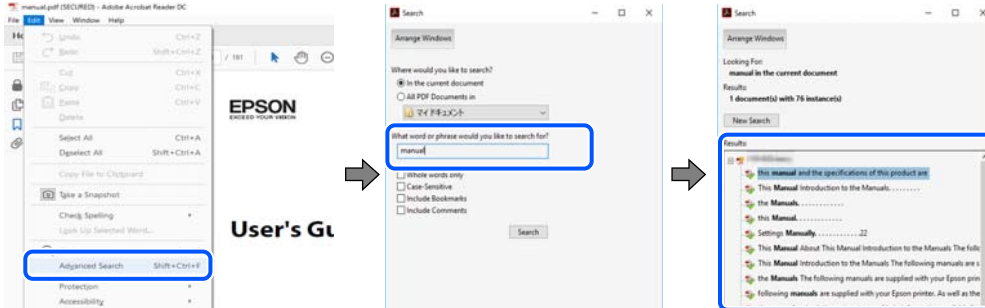 manual.pdf (SECURED) - Adobe Acrobat Reader DC
File Edit View Window Help
Undo Ctrl+Z
Redo Shift+Ctrl+Z
Cut Ctrl+X
Copy Ctrl+C
Paste Ctrl+V
Delete
Select All Ctrl+A
Deselect All Shift+Ctrl+A
Copy File to Clipboard
Take a Snapshot
Check Spelling
Look Up Selected Word...
Advanced Search Shift+Ctrl+F
Protection
Accessibility
/ 181
EPSON
EXCEED YOUR VISION
User's Gu
Search
Arrange Windows
Where would you like to search?
In the current document
All PDF Documents in
マイ ドキュメント
What word or phrase would you like to search for?
manual
Whole words only
Case-Sensitive
Include Bookmarks
Include Comments
Search
Search
Arrange Windows
Looking For:
manual in the current document
Results:
1 document(s) with 76 instance(s)
New Search
Results:
this manual and the specifications of this product are
This Manual Introduction to the Manuals. . . . . . . . .
the Manuals. . . . . . . . . . . . .
this Manual. . . . . . . . . . . . .
Settings Manually. . . . . . . . . . . . .22
This Manual About This Manual Introduction to the Manuals The follo
This Manual Introduction to the Manuals The following manuals are s
the Manuals The following manuals are supplied with your Epson prin
following manuals are supplied with your Epson printer. As well as the